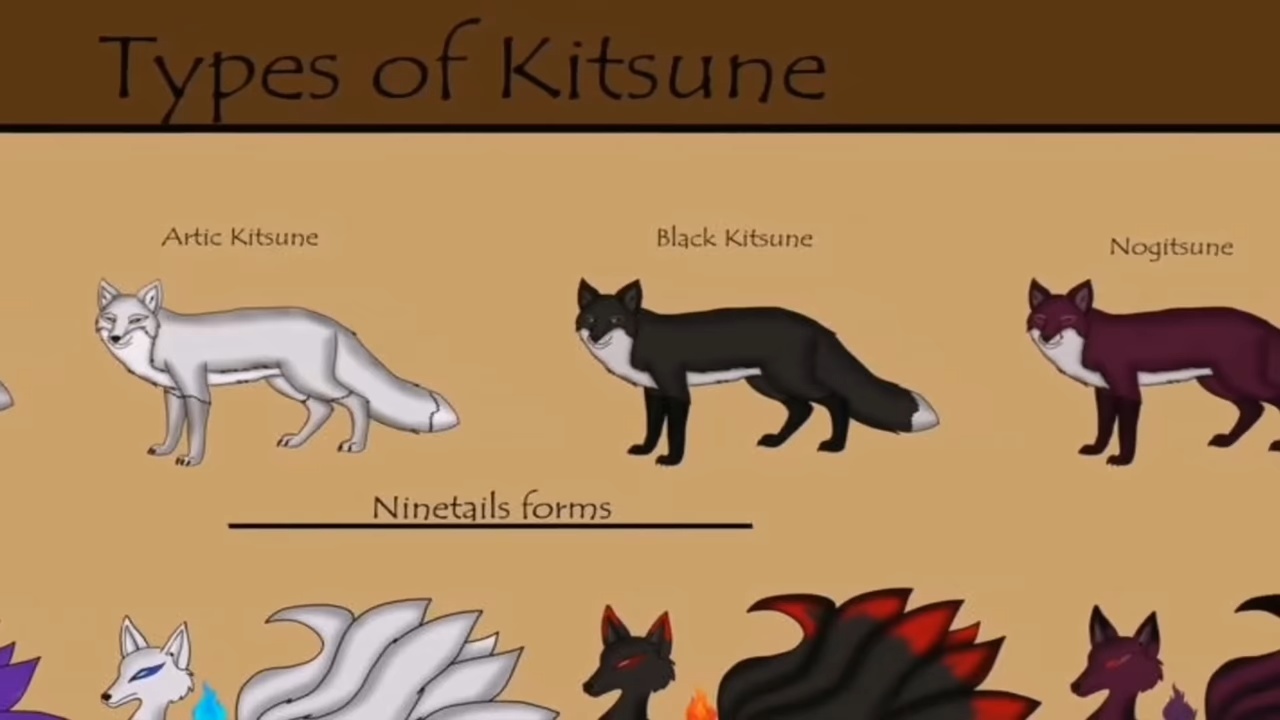 Types of Kitsune
Artic Kitsune
Black Kitsune
Nogitsune
Ninetails forms